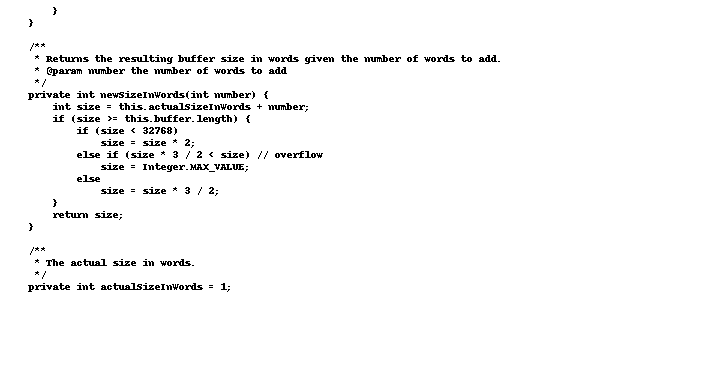 }
}

/**
 * Returns the resulting buffer size in words given the number of words to add.
 * @param number the number of words to add
 */
private int newSizeInWords(int number) {
    int size = this.actualSizeInWords + number;
    if (size >= this.buffer.length) {
        if (size < 32768)
            size = size * 2;
        else if (size * 3 / 2 < size) // overflow
            size = Integer.MAX_VALUE;
        else
            size = size * 3 / 2;
    }
    return size;
}

/**
 * The actual size in words.
 */
private int actualSizeInWords = 1;